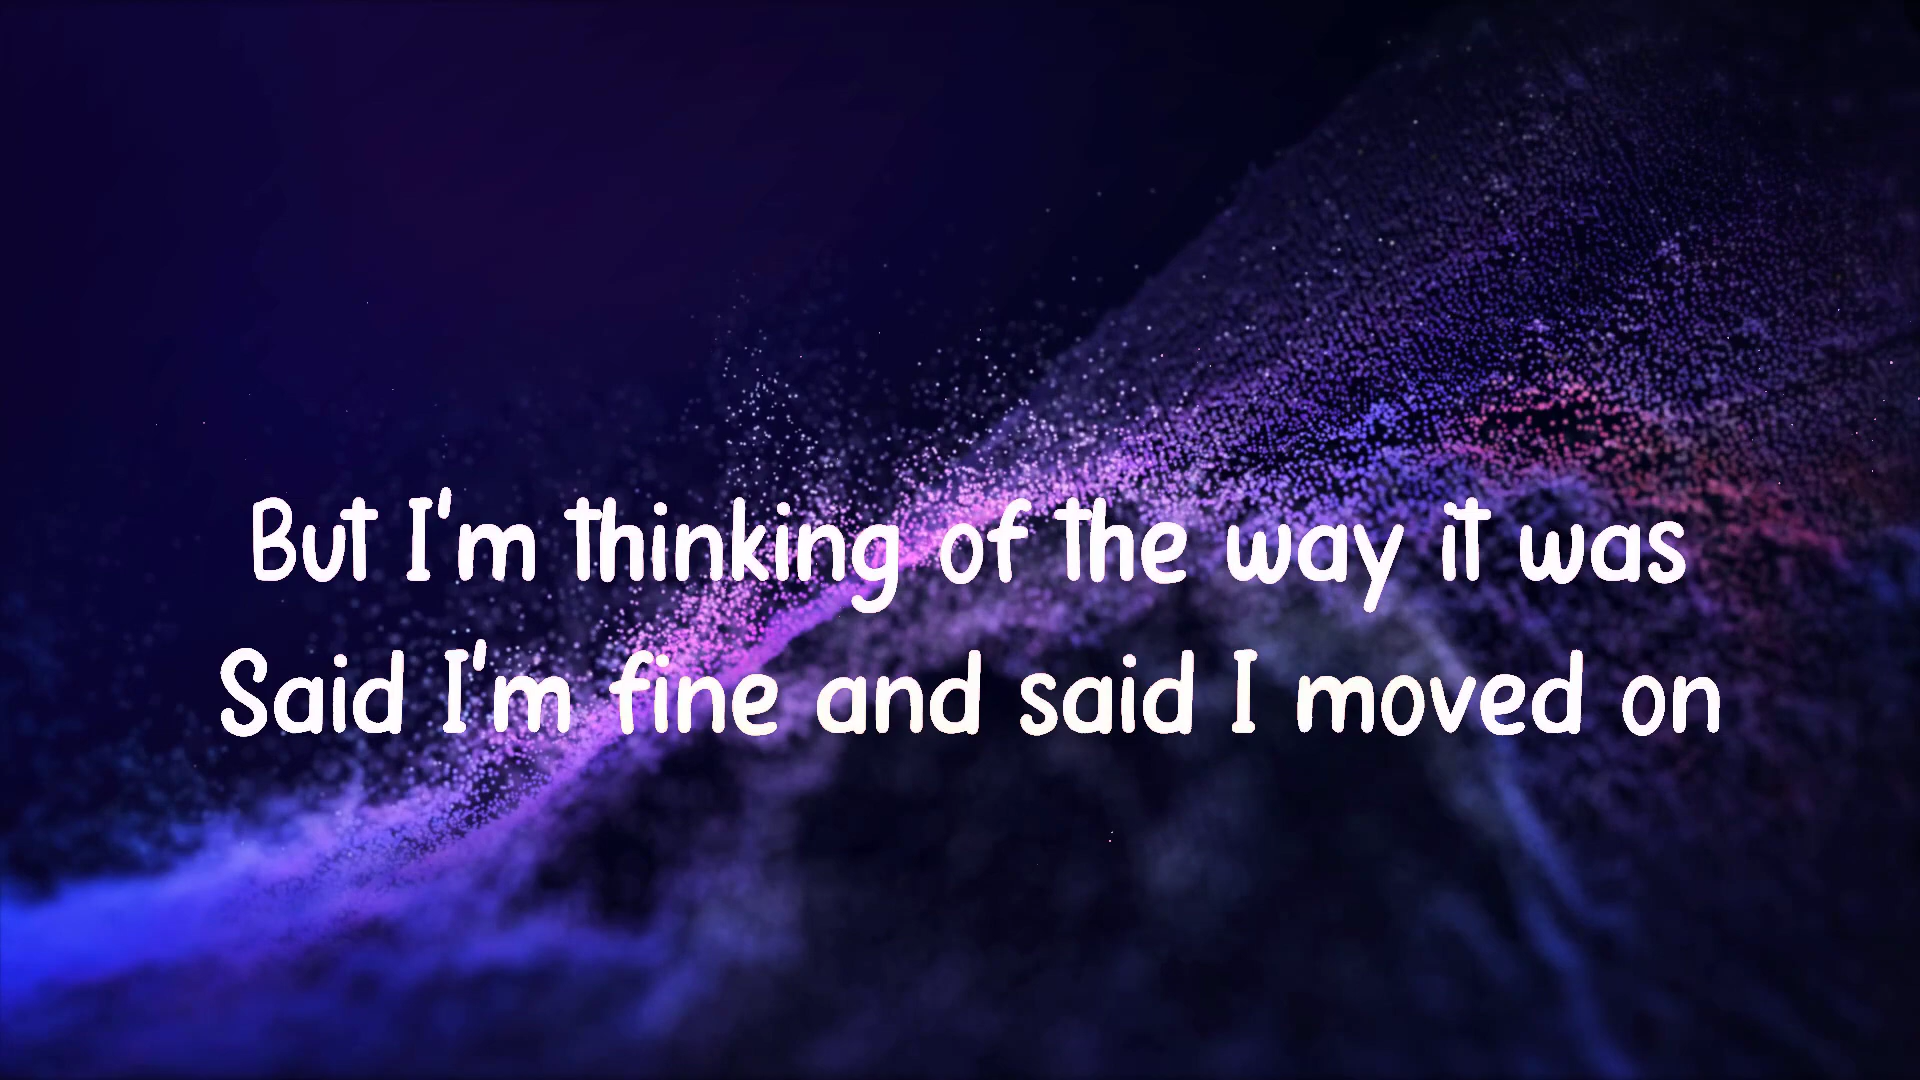 But I'm thinking of the way it was
Said I'm fine and said I moved on